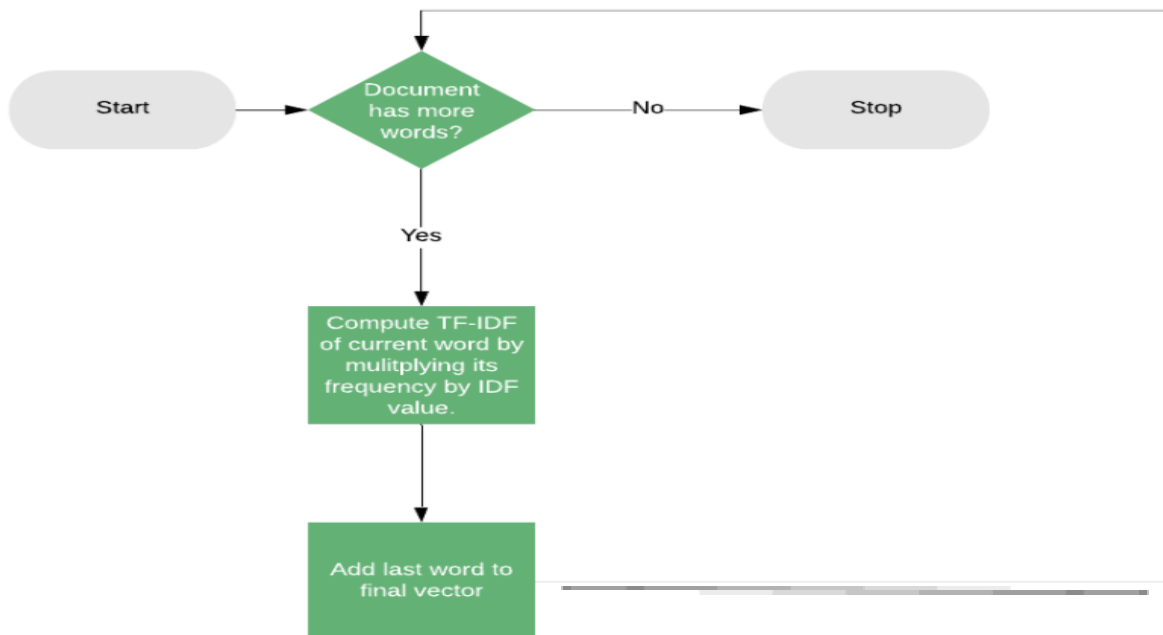 Start
Document
has more
words?
No
Stop
Yes
Compute TF-IDF
of current word by
mulitplying its
frequency by IDF
value.
Add last word to
final vector